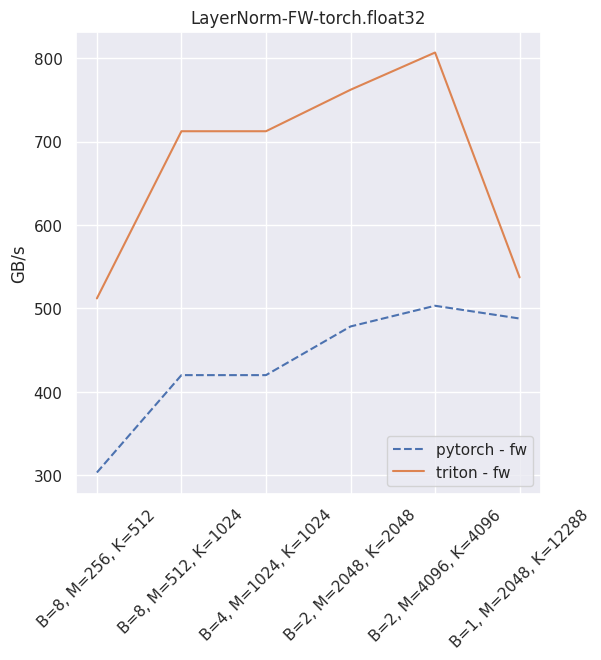 LayerNorm-FW-torch.float32
GB/s
800
700
600
500
400
300
pytorch - fw
triton - fw
B=8, M=256, K=512
B=8, M=512, K=1024
B=4, M=1024, K=1024
B=2, M=2048, K=2048
B=2, M=4096, K=4096
B=1, M=2048, K=12288